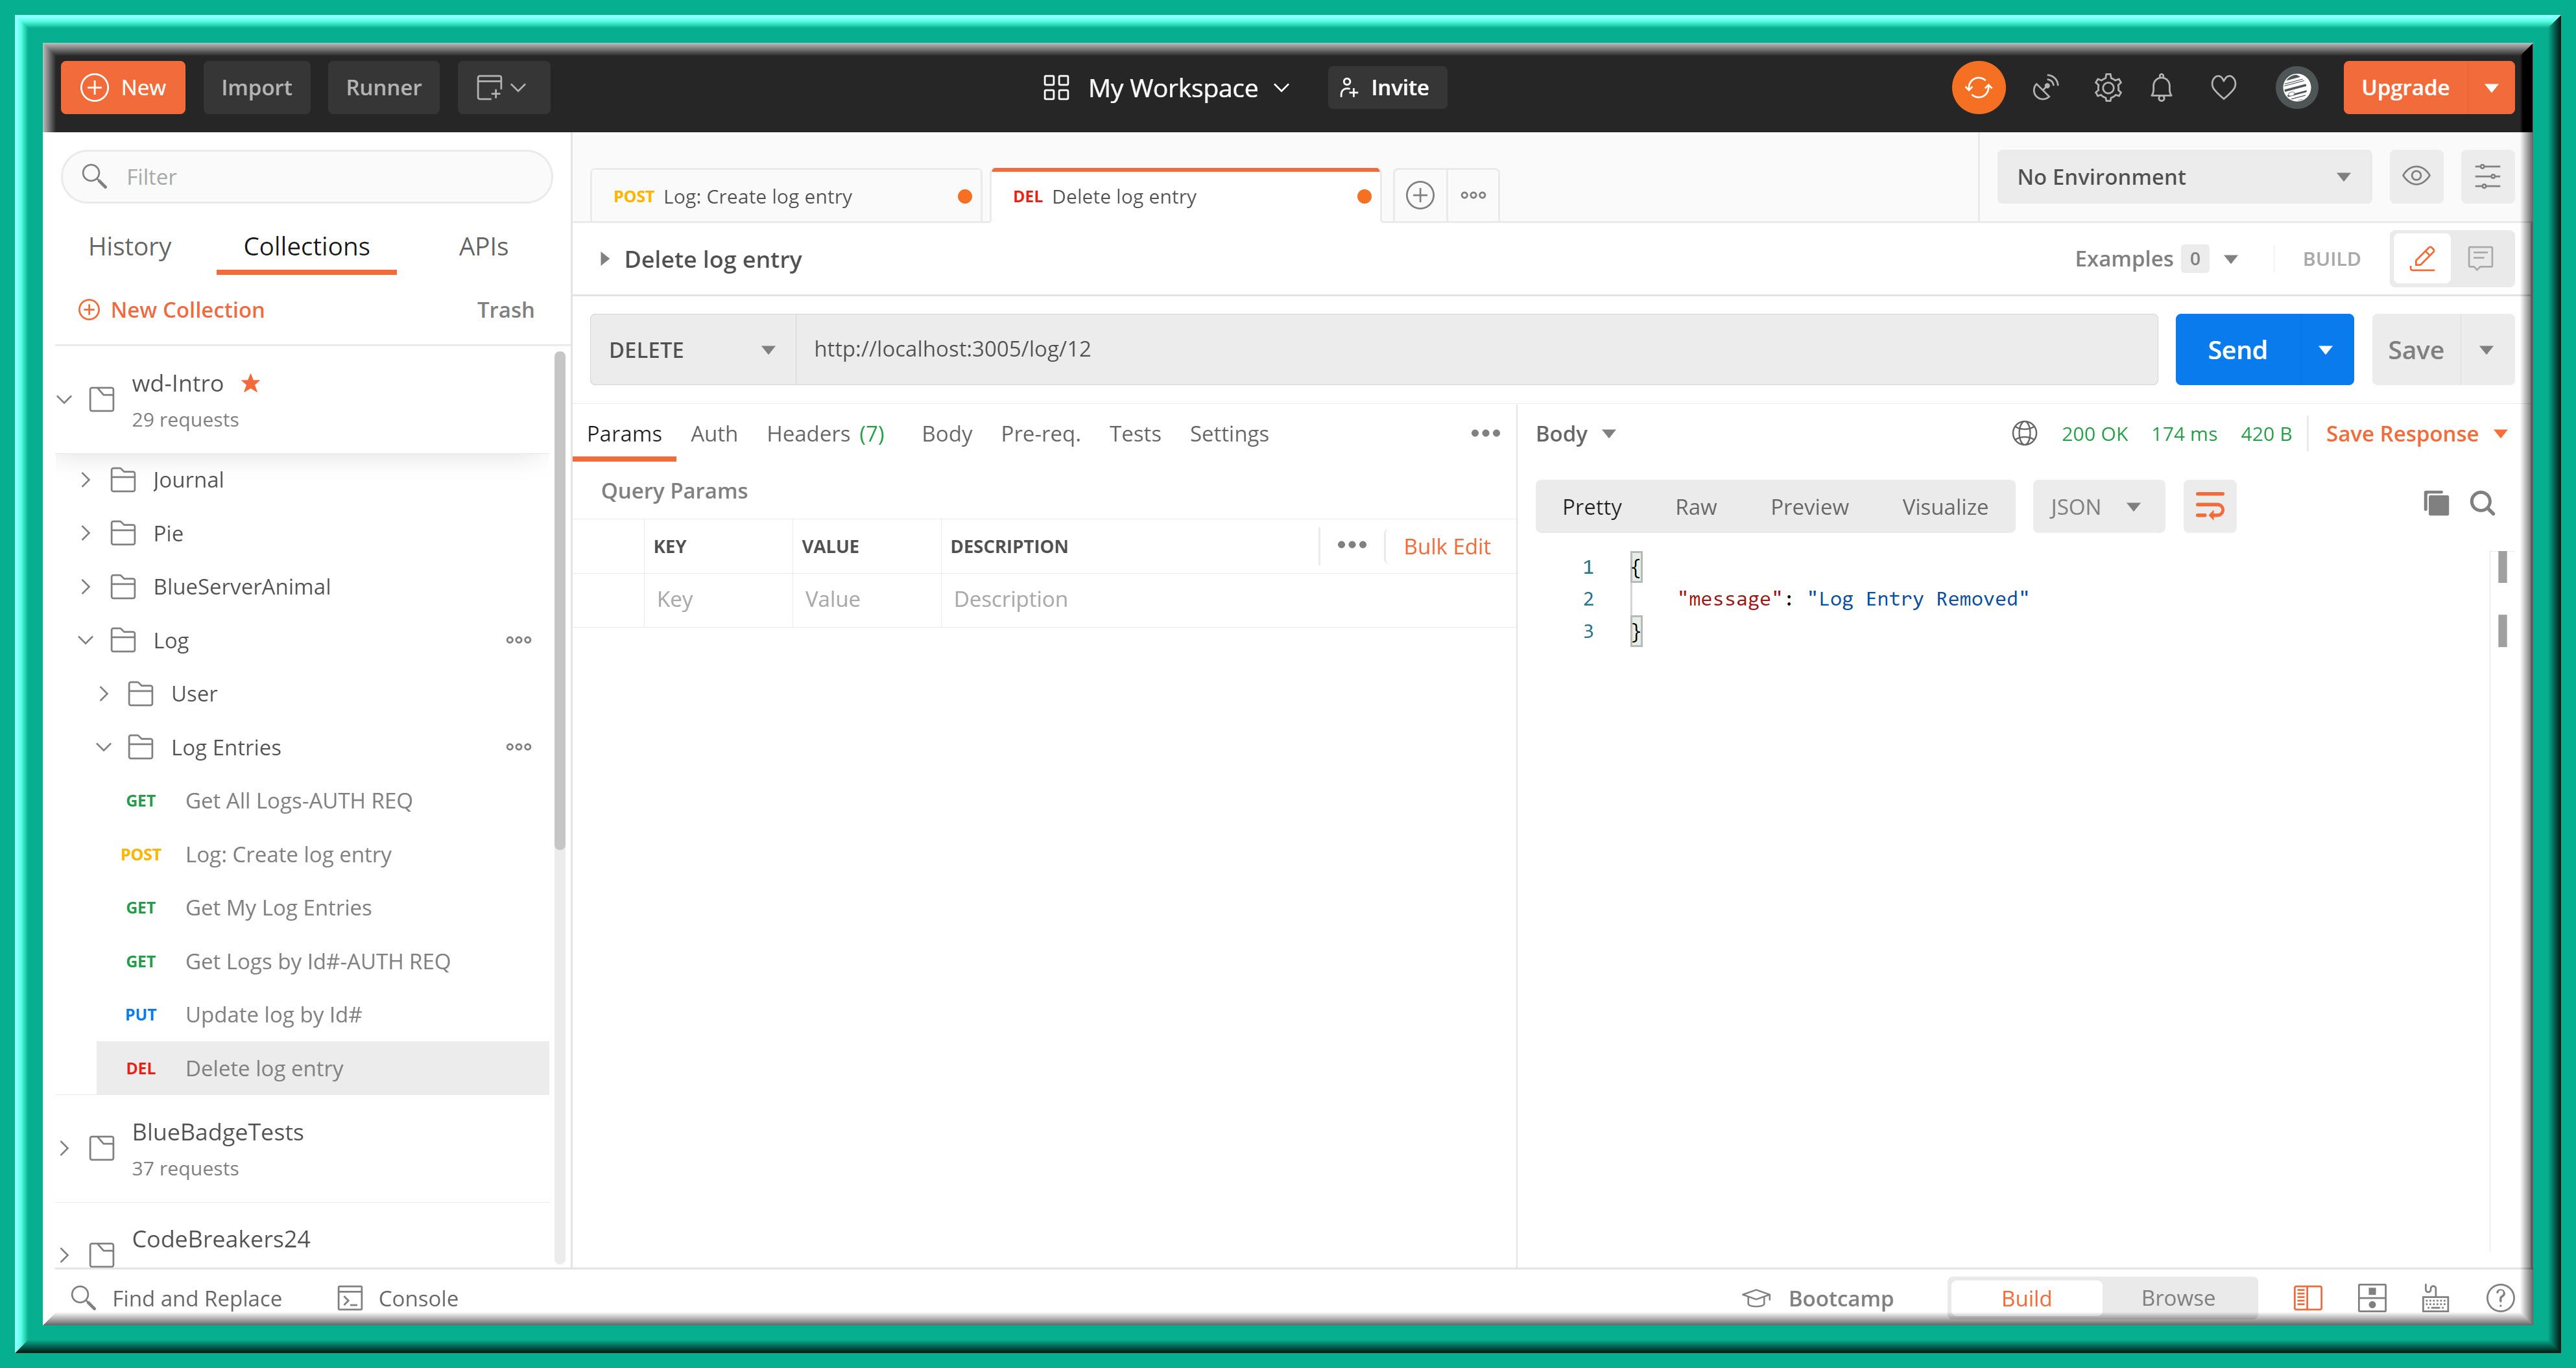 New Import Runner My Workspace Invite Upgrade
Filter
History Collections APIs
New Collection Trash
wd-Intro
29 requests
Journal
Pie
BlueServerAnimal
Log
User
Log Entries
GET Get All Logs-AUTH REQ
POST Log: Create log entry
GET Get My Log Entries
GET Get Logs by Id#-AUTH REQ
PUT Update log by Id#
DEL Delete log entry
BlueBadgeTests
37 requests
CodeBreakers24
POST Log: Create log entry DEL Delete log entry No Environment
Delete log entry Examples 0 BUILD
DELETE http://localhost:3005/log/12 Send Save
Params Auth Headers (7) Body Pre-req. Tests Settings
Query Params
KEY VALUE DESCRIPTION Bulk Edit
Key Value Description
Body 200 OK 174 ms 420 B Save Response
Pretty Raw Preview Visualize JSON
1 {
2 "message": "Log Entry Removed"
3 }
Find and Replace Console Bootcamp Build Browse